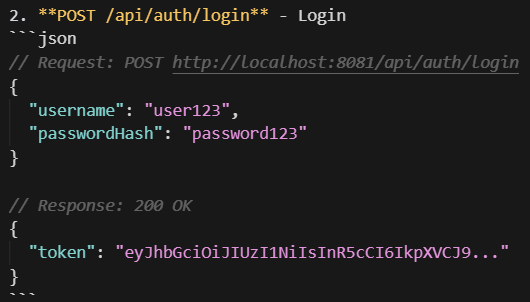 2. **POST /api/auth/login** - Login
```json
// Request: POST http://localhost:8081/api/auth/login
{
  "username": "user123",
  "passwordHash": "password123"
}

// Response: 200 OK
{
  "token": "eyJhbGciOiJIUzI1NiIsInR5cCI6IkpXVCJ9..."
}
```